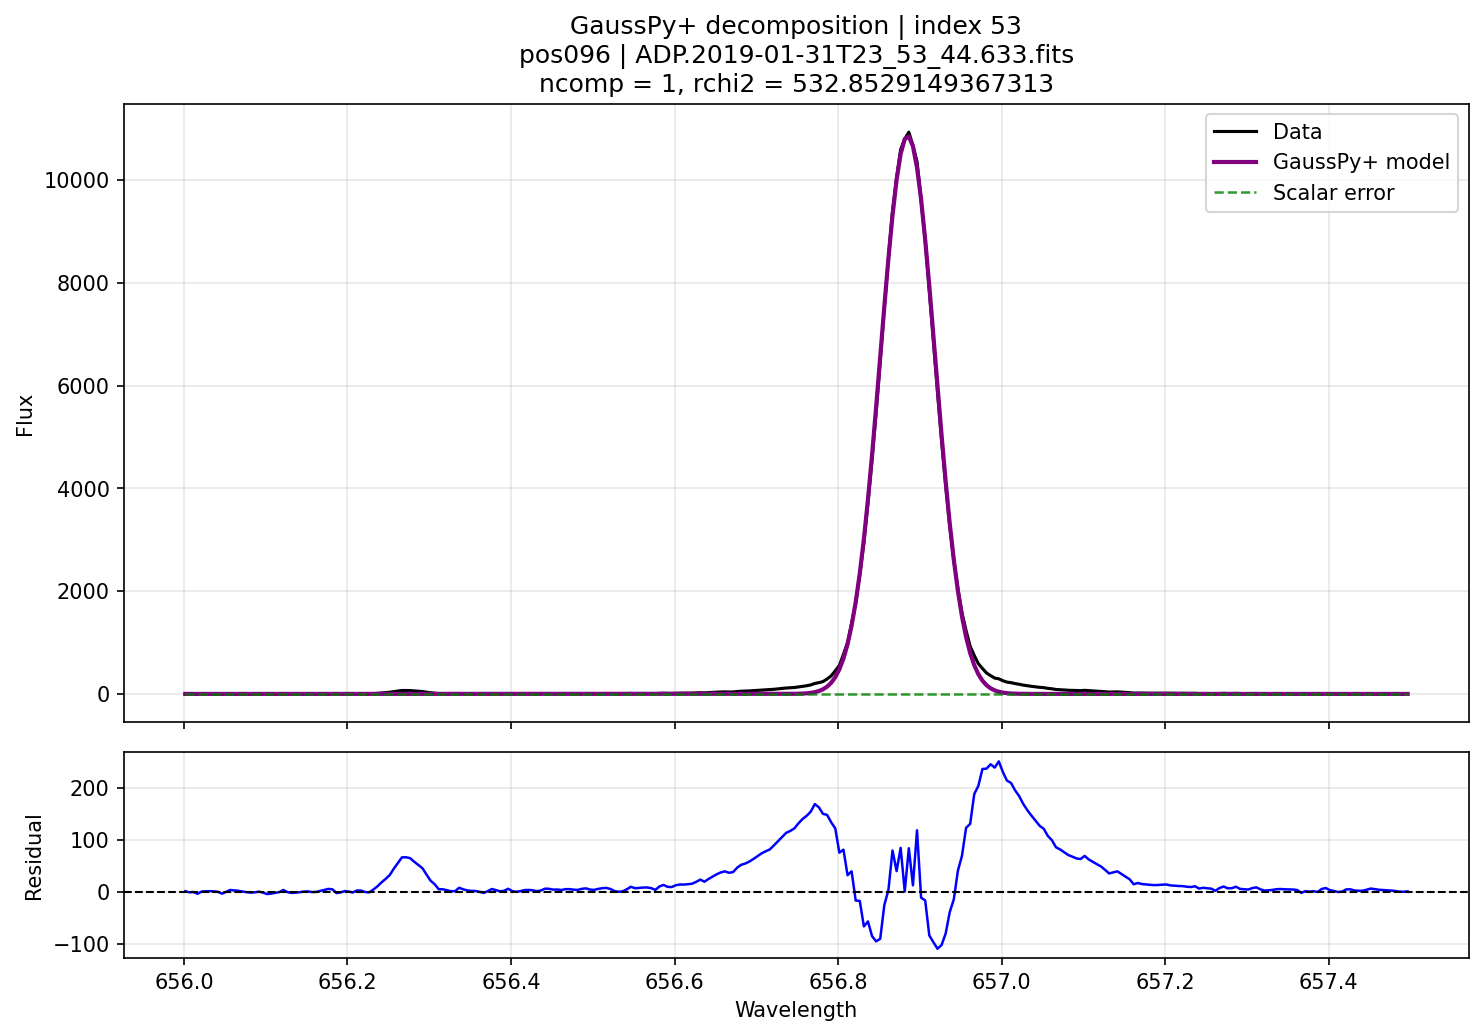 GaussPy+ decomposition | index 53
pos096 | ADP.2019-01-31T23_53_44.633.fits
ncomp = 1, rchi2 = 532.8529149367313
Data
GaussPy+ model
Scalar error
10000
8000
6000
4000
2000
0
Flux
200
100
0
−100
Residual
656.0
656.2
656.4
656.6
656.8
657.0
657.2
657.4
Wavelength